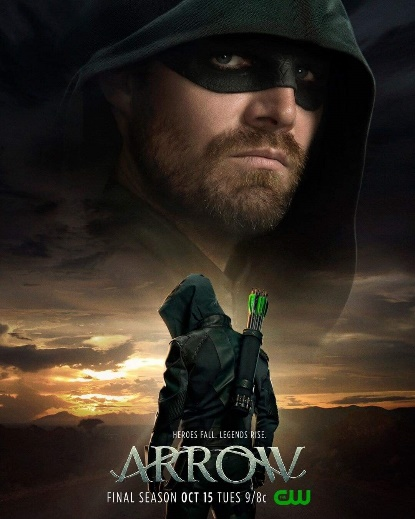 HEROES FALL. LEGENDS RISE.
ARROW
FINAL SEASON OCT 15 TUES 9/8c CW